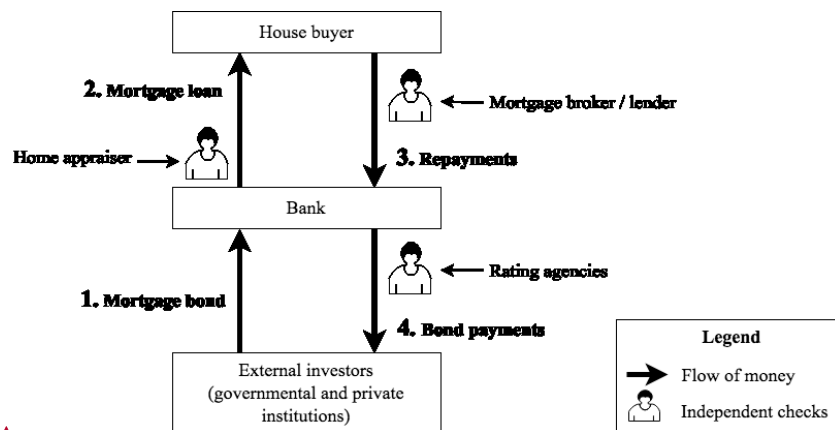 House buyer
2. Mortgage loan
Mortgage broker / lender
Home appraiser
3. Repayments
Bank
Rating agencies
1. Mortgage bond
4. Bond payments
External investors
(governmental and private
institutions)
Legend
Flow of money
Independent checks